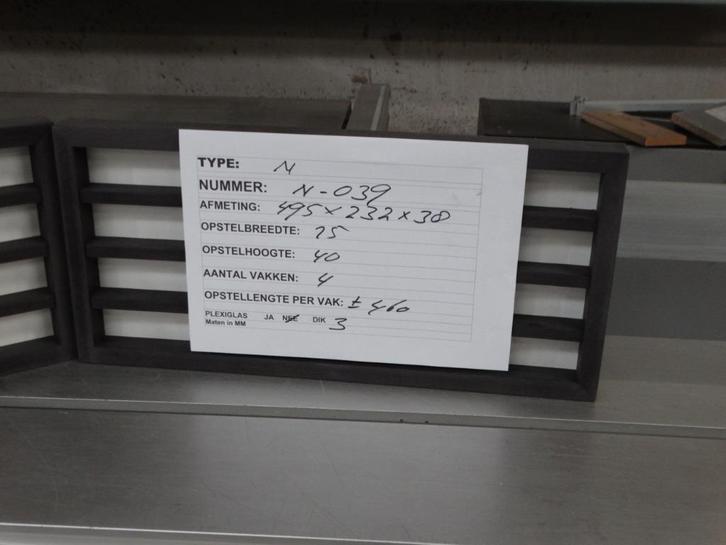 TYPE: N
NUMMER: N-039
AFMETING: 495 x 232 x 38
OPSTELBREEDTE: 25
OPSTELHOOGTE: 40
AANTAL VAKKEN: 4
OPSTELLENGTE PER VAK: ± 460
PLEXIGLAS JA NEE DIK 3
Maten in MM